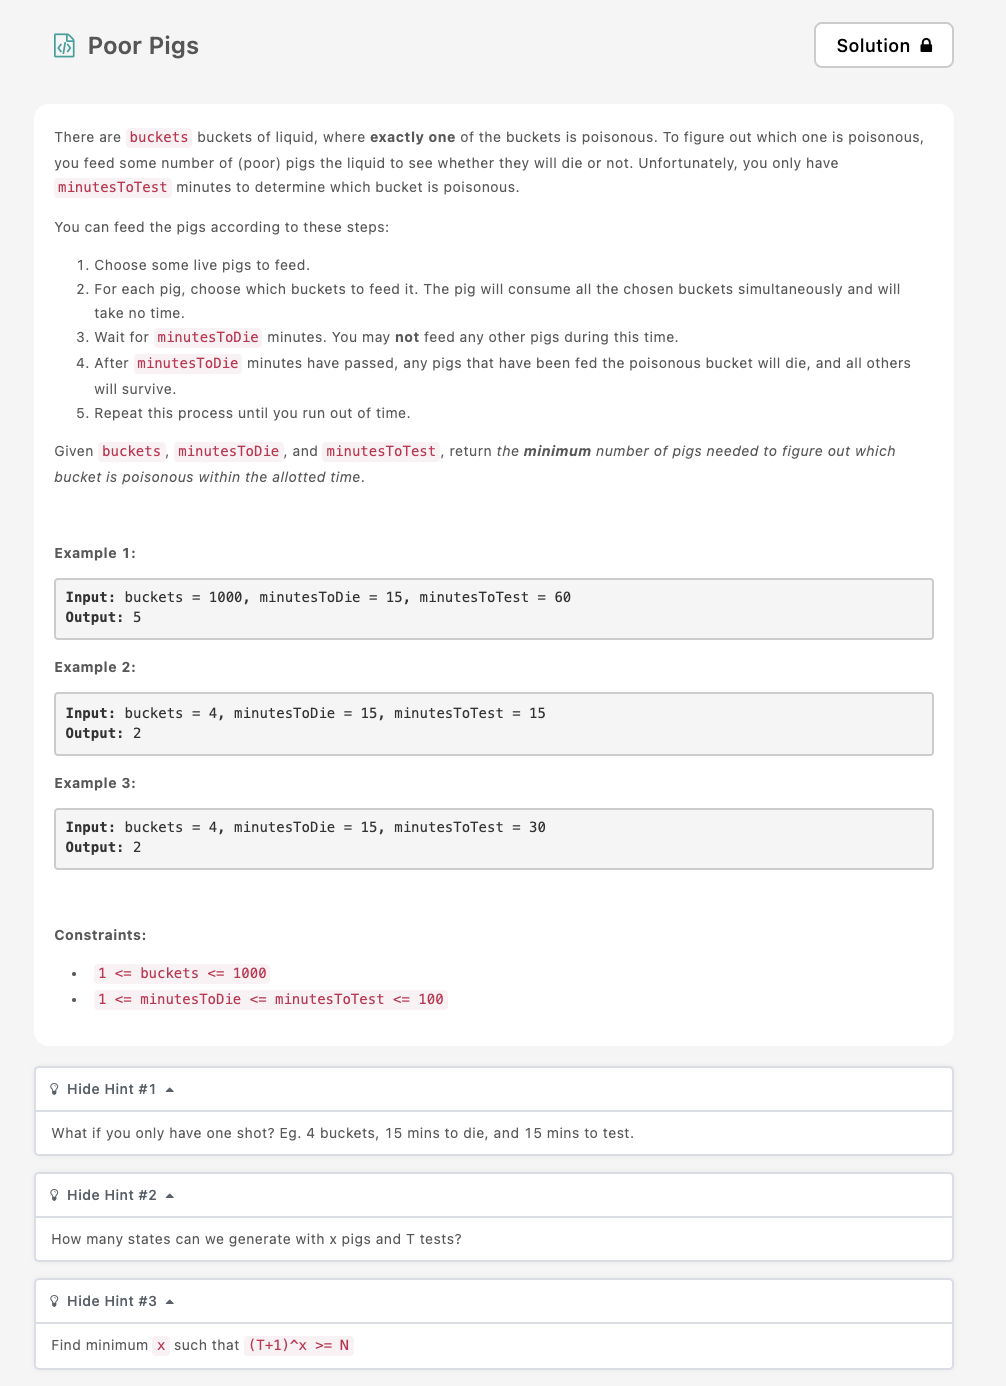 Poor Pigs
Solution
There are buckets buckets of liquid, where exactly one of the buckets is poisonous. To figure out which one is poisonous,
you feed some number of (poor) pigs the liquid to see whether they will die or not. Unfortunately, you only have
minutesToTest minutes to determine which bucket is poisonous.
You can feed the pigs according to these steps:
1. Choose some live pigs to feed.
2. For each pig, choose which buckets to feed it. The pig will consume all the chosen buckets simultaneously and will
take no time.
3. Wait for minutesToDie minutes. You may not feed any other pigs during this time.
4. After minutesToDie minutes have passed, any pigs that have been fed the poisonous bucket will die, and all others
will survive.
5. Repeat this process until you run out of time.
Given buckets, minutesToDie, and minutesToTest, return the minimum number of pigs needed to figure out which
bucket is poisonous within the allotted time.
Example 1:
Input: buckets = 1000, minutesToDie = 15, minutesToTest = 60
Output: 5
Example 2:
Input: buckets = 4, minutesToDie = 15, minutesToTest = 15
Output: 2
Example 3:
Input: buckets = 4, minutesToDie = 15, minutesToTest = 30
Output: 2
Constraints:
• 1 <= buckets <= 1000
• 1 <= minutesToDie <= minutesToTest <= 100
Hide Hint #1
What if you only have one shot? Eg. 4 buckets, 15 mins to die, and 15 mins to test.
Hide Hint #2
How many states can we generate with x pigs and T tests?
Hide Hint #3
Find minimum x such that (T+1)^x >= N